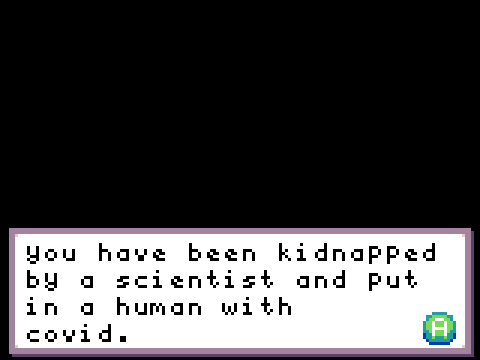 you have been kidnapped
by a scientist and put
in a human with
covid.
A